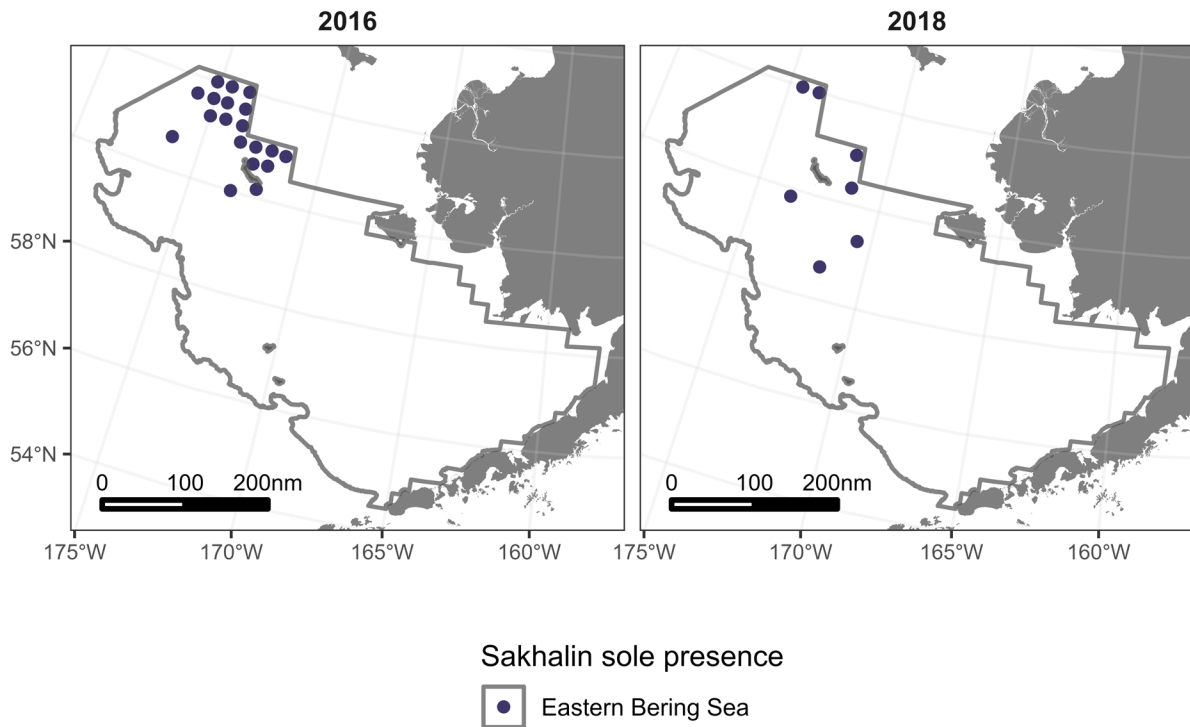 2016 2018
58°N
56°N
54°N
0 100 200nm 0 100 200nm
175°W 170°W 165°W 160°W 175°W 170°W 165°W 160°W
Sakhalin sole presence
Eastern Bering Sea